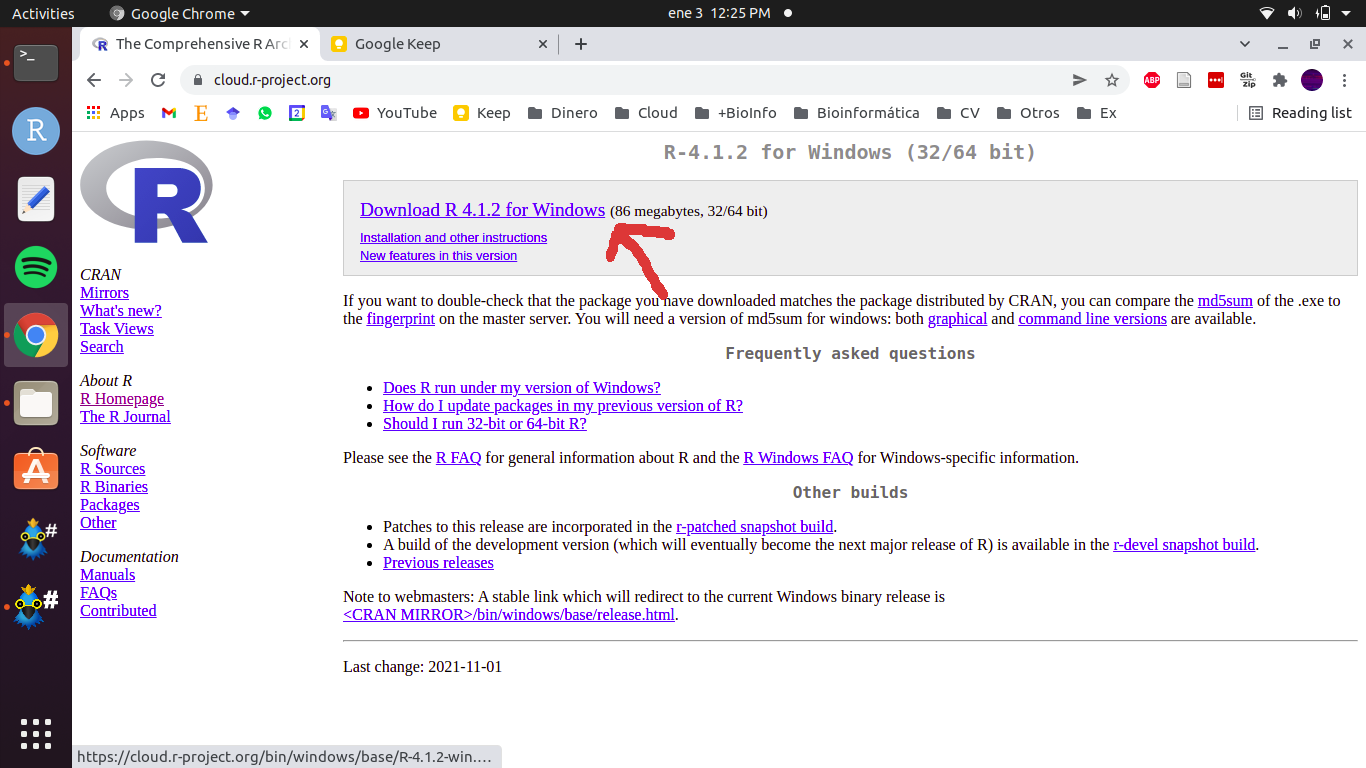 Activities
Google Chrome
ene 3 12:25 PM
The Comprehensive R Arc
Google Keep
cloud.r-project.org
ABP
Git Zip
Apps
YouTube
Keep
Dinero
Cloud
+BioInfo
Bioinformática
CV
Otros
Ex
Reading list
R
CRAN
Mirrors
What's new?
Task Views
Search
About R
R Homepage
The R Journal
Software
R Sources
R Binaries
Packages
Other
Documentation
Manuals
FAQs
Contributed
R-4.1.2 for Windows (32/64 bit)
Download R 4.1.2 for Windows (86 megabytes, 32/64 bit)
Installation and other instructions
New features in this version
If you want to double-check that the package you have downloaded matches the package distributed by CRAN, you can compare the md5sum of the .exe to
the fingerprint on the master server. You will need a version of md5sum for windows: both graphical and command line versions are available.
Frequently asked questions
Does R run under my version of Windows?
How do I update packages in my previous version of R?
Should I run 32-bit or 64-bit R?
Please see the R FAQ for general information about R and the R Windows FAQ for Windows-specific information.
Other builds
Patches to this release are incorporated in the r-patched snapshot build.
A build of the development version (which will eventually become the next major release of R) is available in the r-devel snapshot build.
Previous releases
Note to webmasters: A stable link which will redirect to the current Windows binary release is
<CRAN MIRROR>/bin/windows/base/release.html.
Last change: 2021-11-01
https://cloud.r-project.org/bin/windows/base/R-4.1.2-win.…